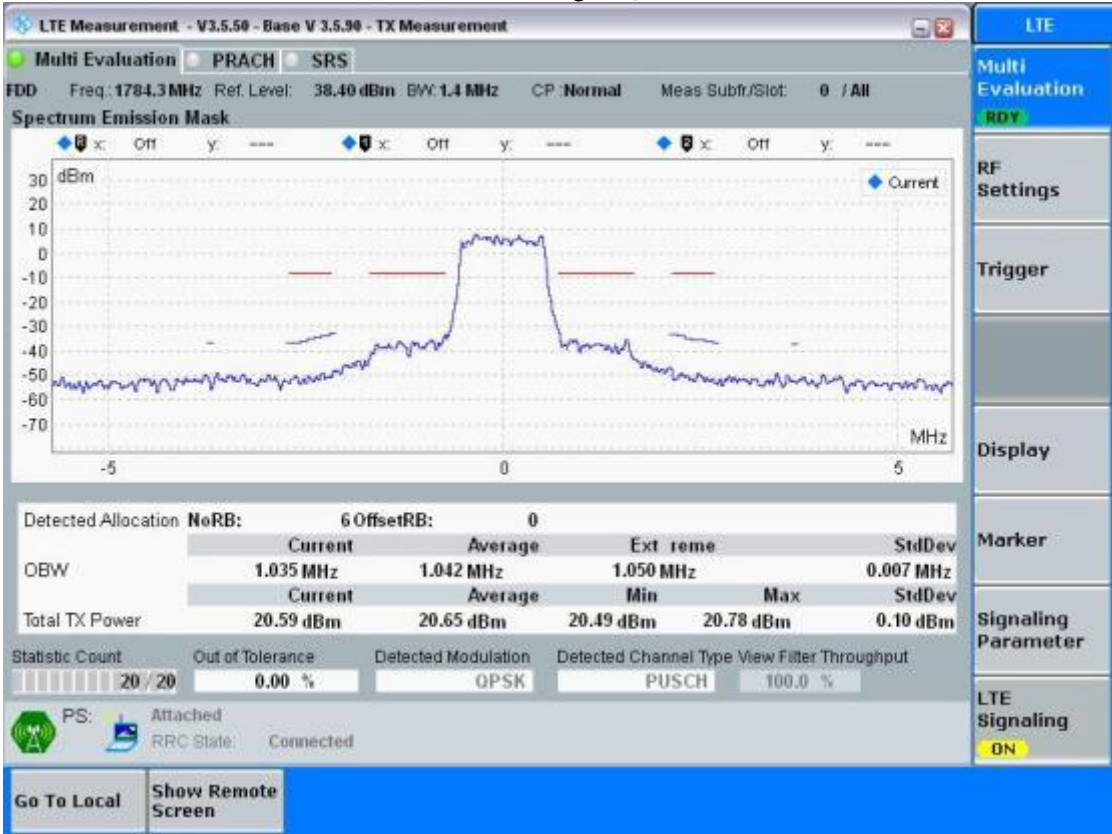 LTE Measurement - V3.5.50 - Base V 3.5.90 - TX Measurement
LTE
Multi Evaluation PRACH SRS
Multi
Evaluation
RDY
FDD Freq.: 1784.3 MHz Ref. Level: 38.40 dBm BW: 1.4 MHz CP :Normal Meas Subfr./Slot: 0 / All
Spectrum Emission Mask
x: Off y: --- x: Off y: --- x: Off y: ---
dBm
Current
30
20
10
0
-10
-20
-30
-40
-50
-60
-70
MHz
-5 0 5
RF
Settings
Trigger
Display
Marker
Signaling
Parameter
LTE
Signaling
ON
Detected Allocation NoRB: 6 OffsetRB: 0
Current Average Ext reme StdDev
OBW 1.035 MHz 1.042 MHz 1.050 MHz 0.007 MHz
Current Average Min Max StdDev
Total TX Power 20.59 dBm 20.65 dBm 20.49 dBm 20.78 dBm 0.10 dBm
Statistic Count Out of Tolerance Detected Modulation Detected Channel Type View Filter Throughput
20 / 20 0.00 % QPSK PUSCH 100.0 %
PS: Attached
RRC State: Connected
Go To Local
Show Remote
Screen